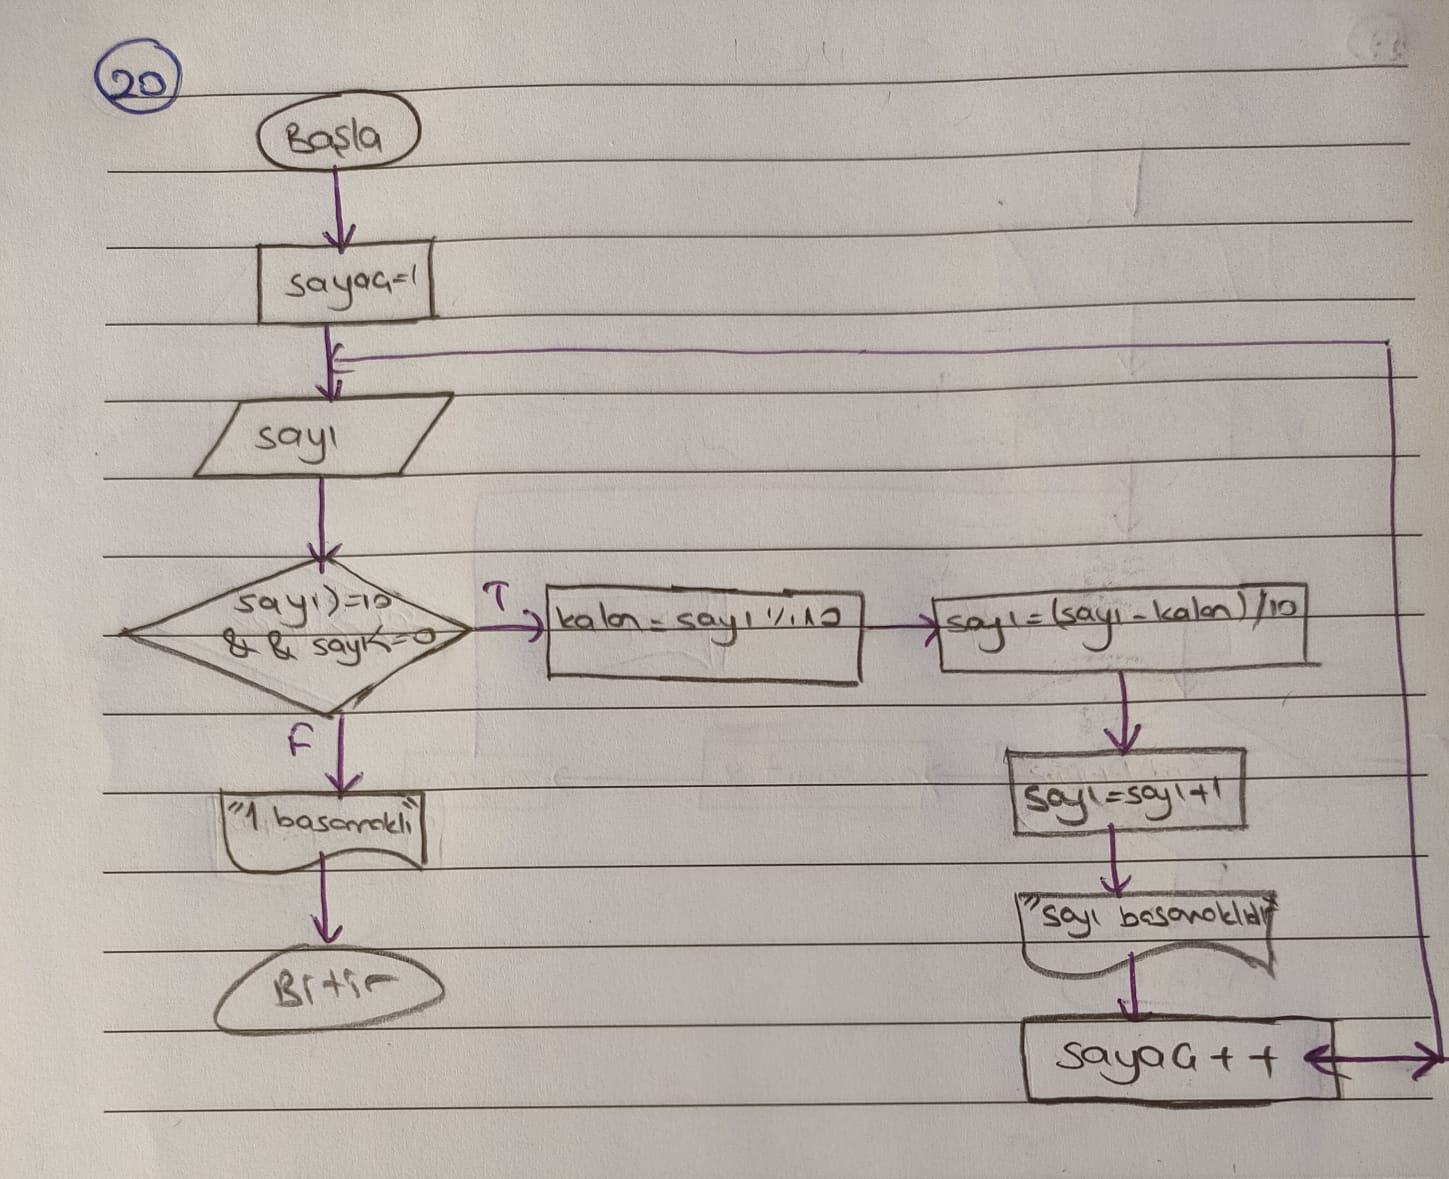 20
Başla
sayaç=1
sayı
sayı>=10
&& sayı<=0
T
kalan = sayı % 10
sayı=(sayı-kalan)/10
F
"1 basamaklı"
sayı=sayı+1
"sayı basamaklıdır"
Bitir
sayaç++